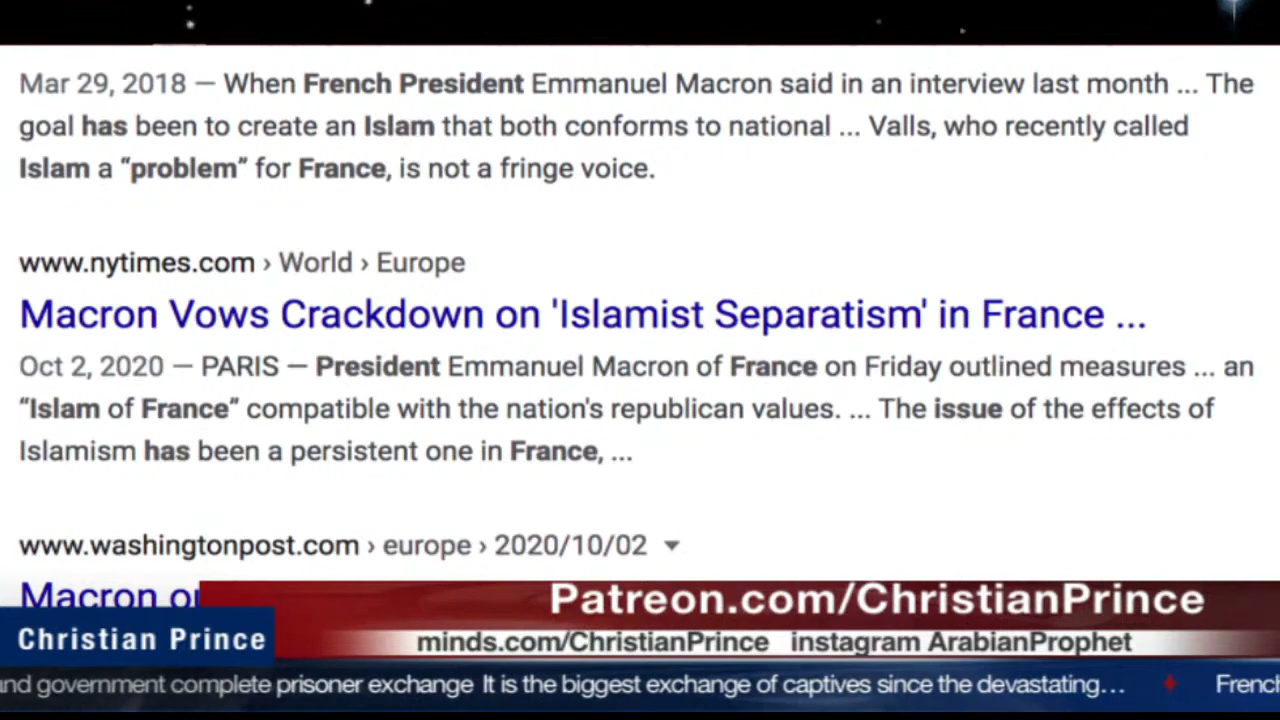 Mar 29, 2018 — When French President Emmanuel Macron said in an interview last month ... The
goal has been to create an Islam that both conforms to national ... Valls, who recently called
Islam a “problem” for France, is not a fringe voice.
www.nytimes.com › World › Europe
Macron Vows Crackdown on 'Islamist Separatism' in France ...
Oct 2, 2020 — PARIS — President Emmanuel Macron of France on Friday outlined measures ... an
“Islam of France” compatible with the nation's republican values. ... The issue of the effects of
Islamism has been a persistent one in France, ...
www.washingtonpost.com › europe › 2020/10/02
Macron
Patreon.com/ChristianPrince
Christian Prince
minds.com/ChristianPrince instagram ArabianProphet
and government complete prisoner exchange It is the biggest exchange of captives since the devastating... ♦